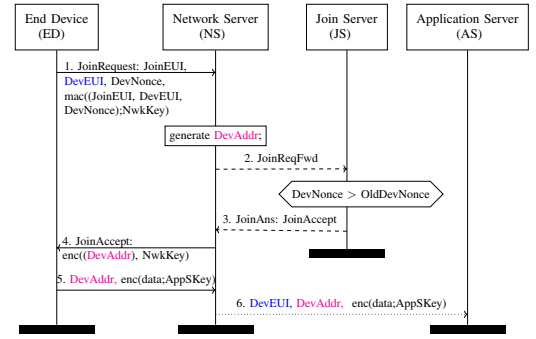 End Device
(ED)
Network Server
(NS)
Join Server
(JS)
Application Server
(AS)
1. JoinRequest: JoinEUI,
DevEUI, DevNonce,
mac((JoinEUI, DevEUI,
DevNonce);NwkKey)
generate DevAddr;
2. JoinReqFwd
DevNonce > OldDevNonce
3. JoinAns: JoinAccept
4. JoinAccept:
enc((DevAddr), NwkKey)
5. DevAddr, enc(data;AppSKey)
6. DevEUI, DevAddr, enc(data;AppSKey)